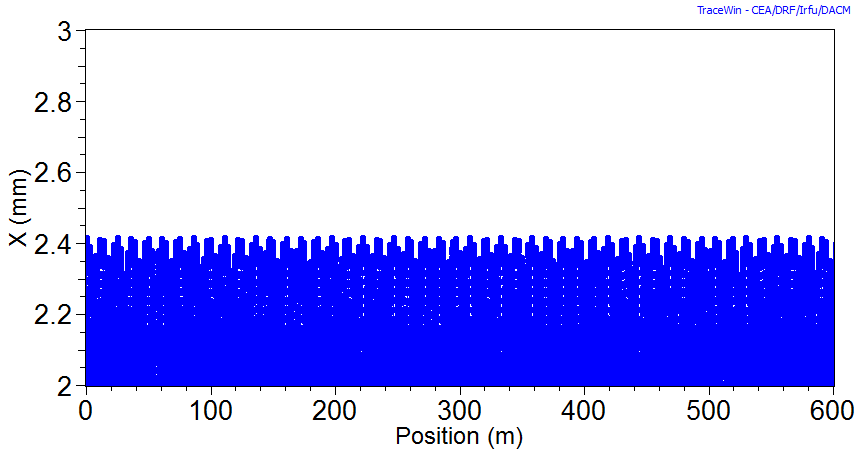 TraceWin - CEA/DRF/Irfu/DACM
3
2.8
2.6
2.4
2.2
2
X (mm)
0 100 200 300 400 500 600
Position (m)